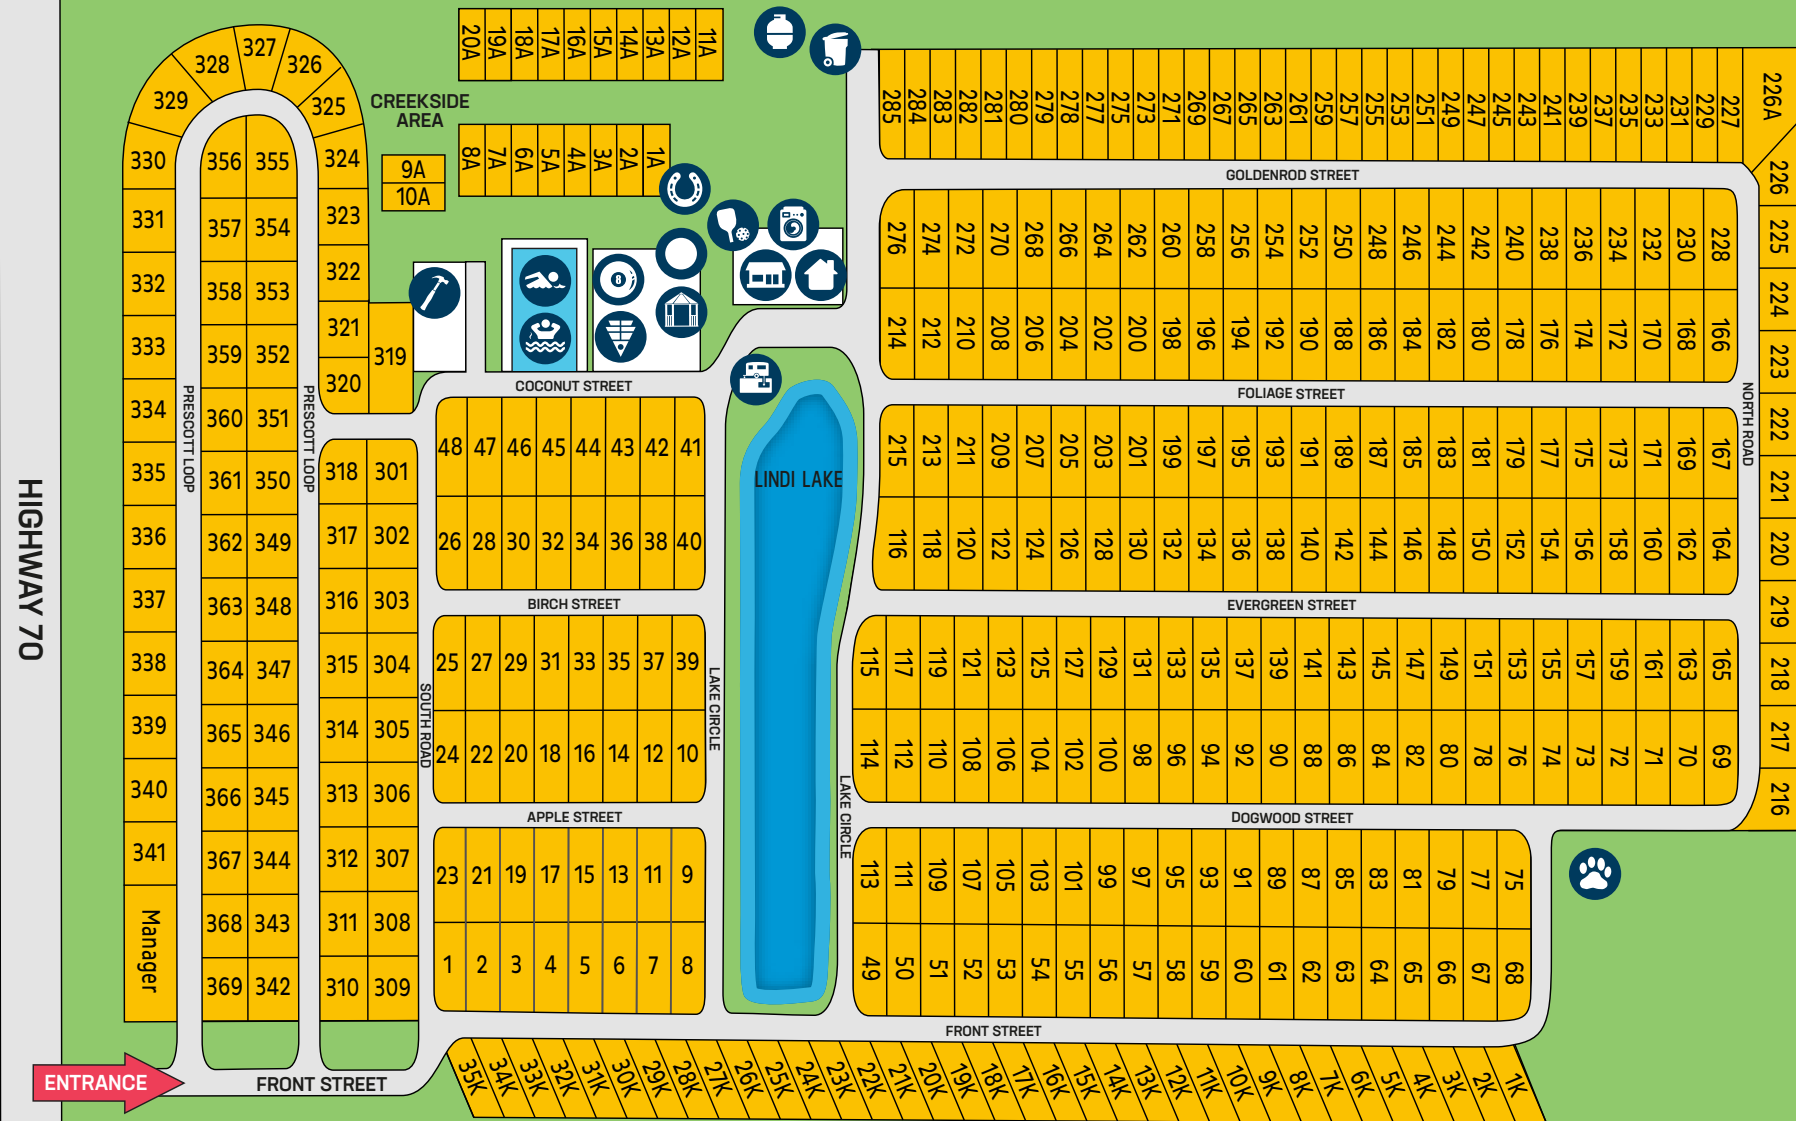 20A 19A 18A 17A 16A 15A 14A 13A 12A 11A
CREEKSIDE
AREA
8A 7A 6A 5A 4A 3A 2A 1A
9A
10A
329 328 327 326 325
330 356 355 324
331 357 354 323
332 358 353 322
333 359 352 321 319
334 360 351 320
335 361 350 318 301
336 362 349 317 302
337 363 348 316 303
338 364 347 315 304
339 365 346 314 305
340 366 345 313 306
341 367 344 312 307
Manager 368 343 311 308
369 342 310 309
PRESCOTT LOOP
PRESCOTT LOOP
HIGHWAY 70
SOUTH ROAD
8
COCONUT STREET
48 47 46 45 44 43 42 41
26 28 30 32 34 36 38 40
BIRCH STREET
25 27 29 31 33 35 37 39
24 22 20 18 16 14 12 10
APPLE STREET
23 21 19 17 15 13 11 9
1 2 3 4 5 6 7 8
LAKE CIRCLE
LINDI LAKE
LAKE CIRCLE
285 284 283 282 281 280 279 278 277 275 273 271 269 267 265 263 261 259 257 255 253 251 249 247 245 243 241 239 237 235 233 231 229 227 226A
GOLDENROD STREET
276 274 272 270 268 266 264 262 260 258 256 254 252 250 248 246 244 242 240 238 236 234 232 230 228
214 212 210 208 206 204 202 200 198 196 194 192 190 188 186 184 182 180 178 176 174 172 170 168 166
FOLIAGE STREET
215 213 211 209 207 205 203 201 199 197 195 193 191 189 187 185 183 181 179 177 175 173 171 169 167
116 118 120 122 124 126 128 130 132 134 136 138 140 142 144 146 148 150 152 154 156 158 160 162 164
EVERGREEN STREET
115 117 119 121 123 125 127 129 131 133 135 137 139 141 143 145 147 149 151 153 155 157 159 161 163 165
114 112 110 108 106 104 102 100 98 96 94 92 90 88 86 84 82 80 78 76 74 73 72 71 70 69
DOGWOOD STREET
113 111 109 107 105 103 101 99 97 95 93 91 89 87 85 83 81 79 77 75
49 50 51 52 53 54 55 56 57 58 59 60 61 62 63 64 65 66 67 68
NORTH ROAD
226
225
224
223
222
221
220
219
218
217
216
FRONT STREET
35K 34K 33K 32K 31K 30K 29K 28K 27K 26K 25K 24K 23K 22K 21K 20K 19K 18K 17K 16K 15K 14K 13K 12K 11K 10K 9K 8K 7K 6K 5K 4K 3K 2K 1K
ENTRANCE
FRONT STREET